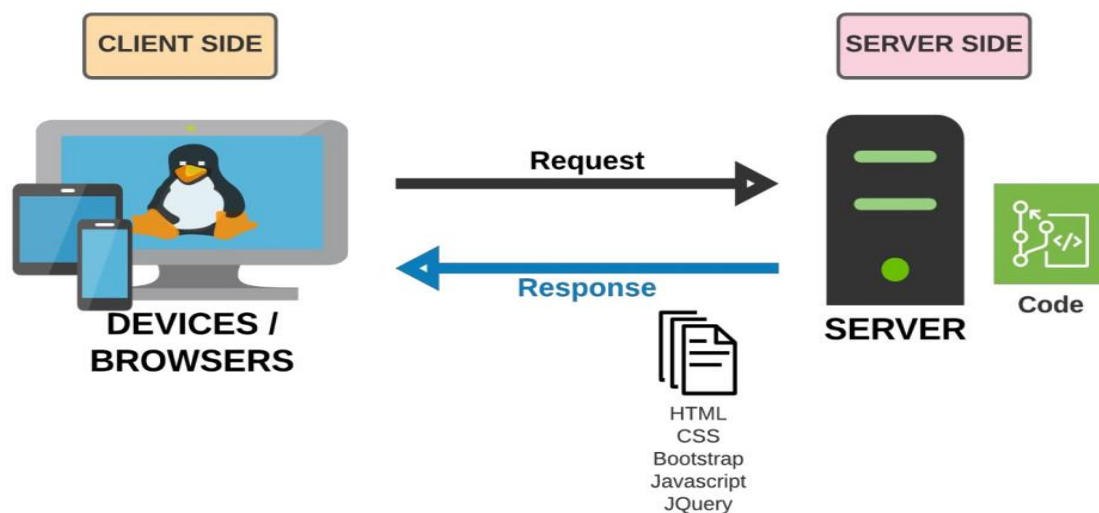 CLIENT SIDE
SERVER SIDE
Request
Response
DEVICES /
BROWSERS
SERVER
</>
Code
HTML
CSS
Bootstrap
Javascript
JQuery